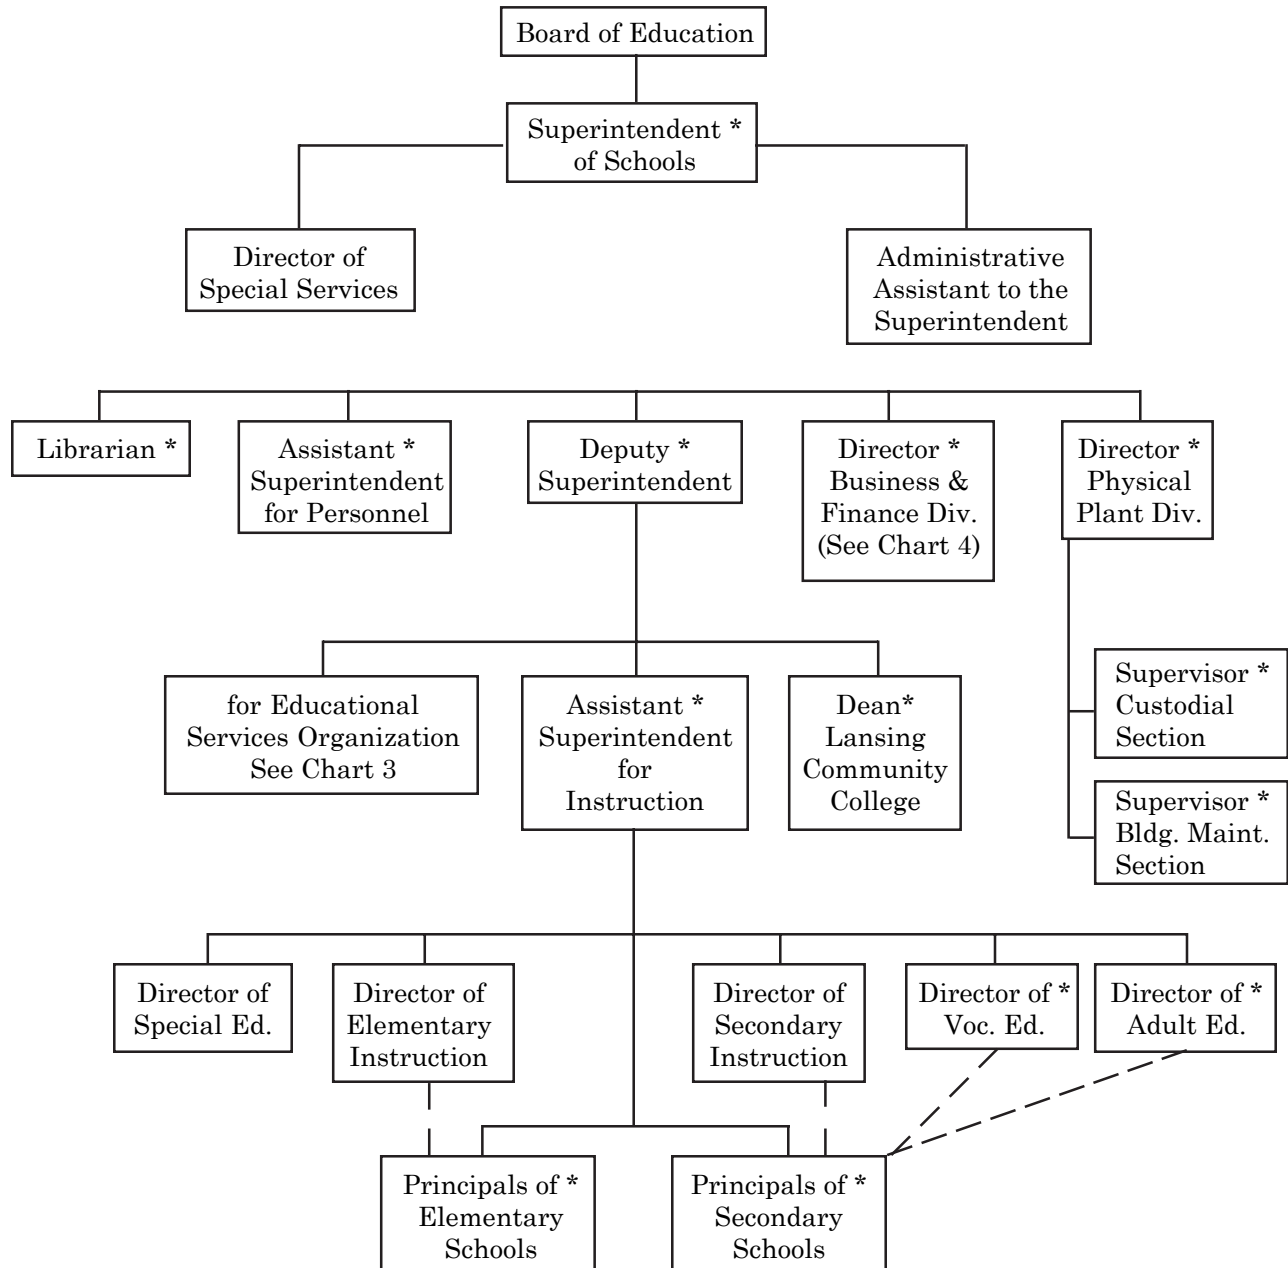 Board of Education
Superintendent *
of Schools
Director of
Special Services
Administrative
Assistant to the
Superintendent
Librarian *
Assistant *
Superintendent
for Personnel
Deputy *
Superintendent
Director *
Business &
Finance Div.
(See Chart 4)
Director *
Physical
Plant Div.
for Educational
Services Organization
See Chart 3
Assistant *
Superintendent
for
Instruction
Dean*
Lansing
Community
College
Supervisor *
Custodial
Section
Supervisor *
Bldg. Maint.
Section
Director of
Special Ed.
Director of
Elementary
Instruction
Director of
Secondary
Instruction
Director of *
Voc. Ed.
Director of *
Adult Ed.
Principals of *
Elementary
Schools
Principals of *
Secondary
Schools